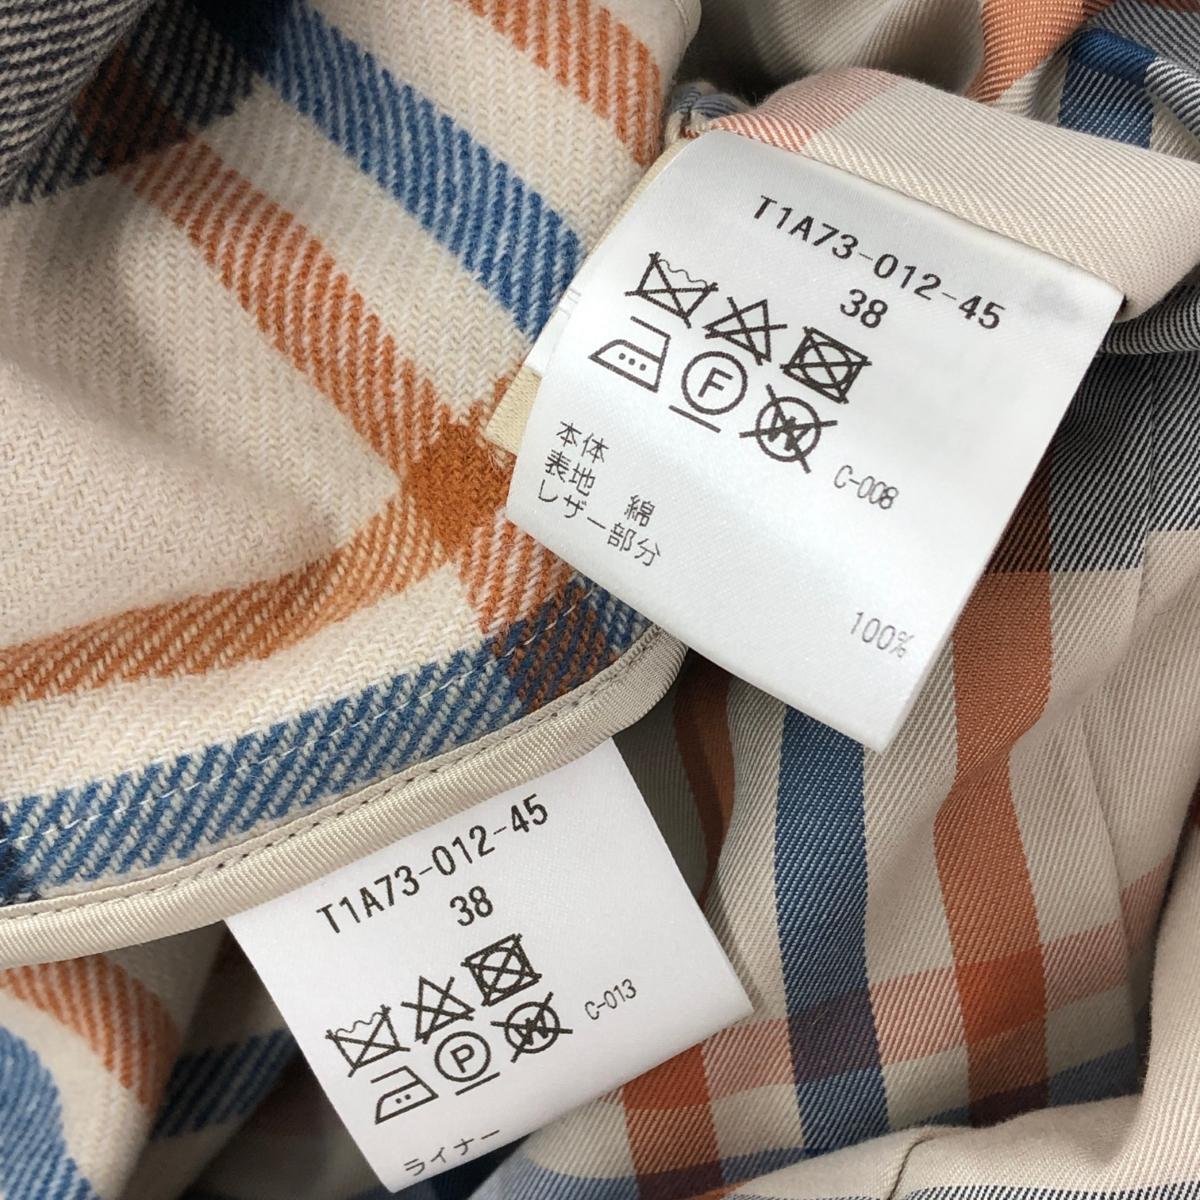 T1A73-012-45
38
F
W
C-008
本体
表地 綿
レザー部分
100%
T1A73-012-45
38
P
W
C-013
ライナー